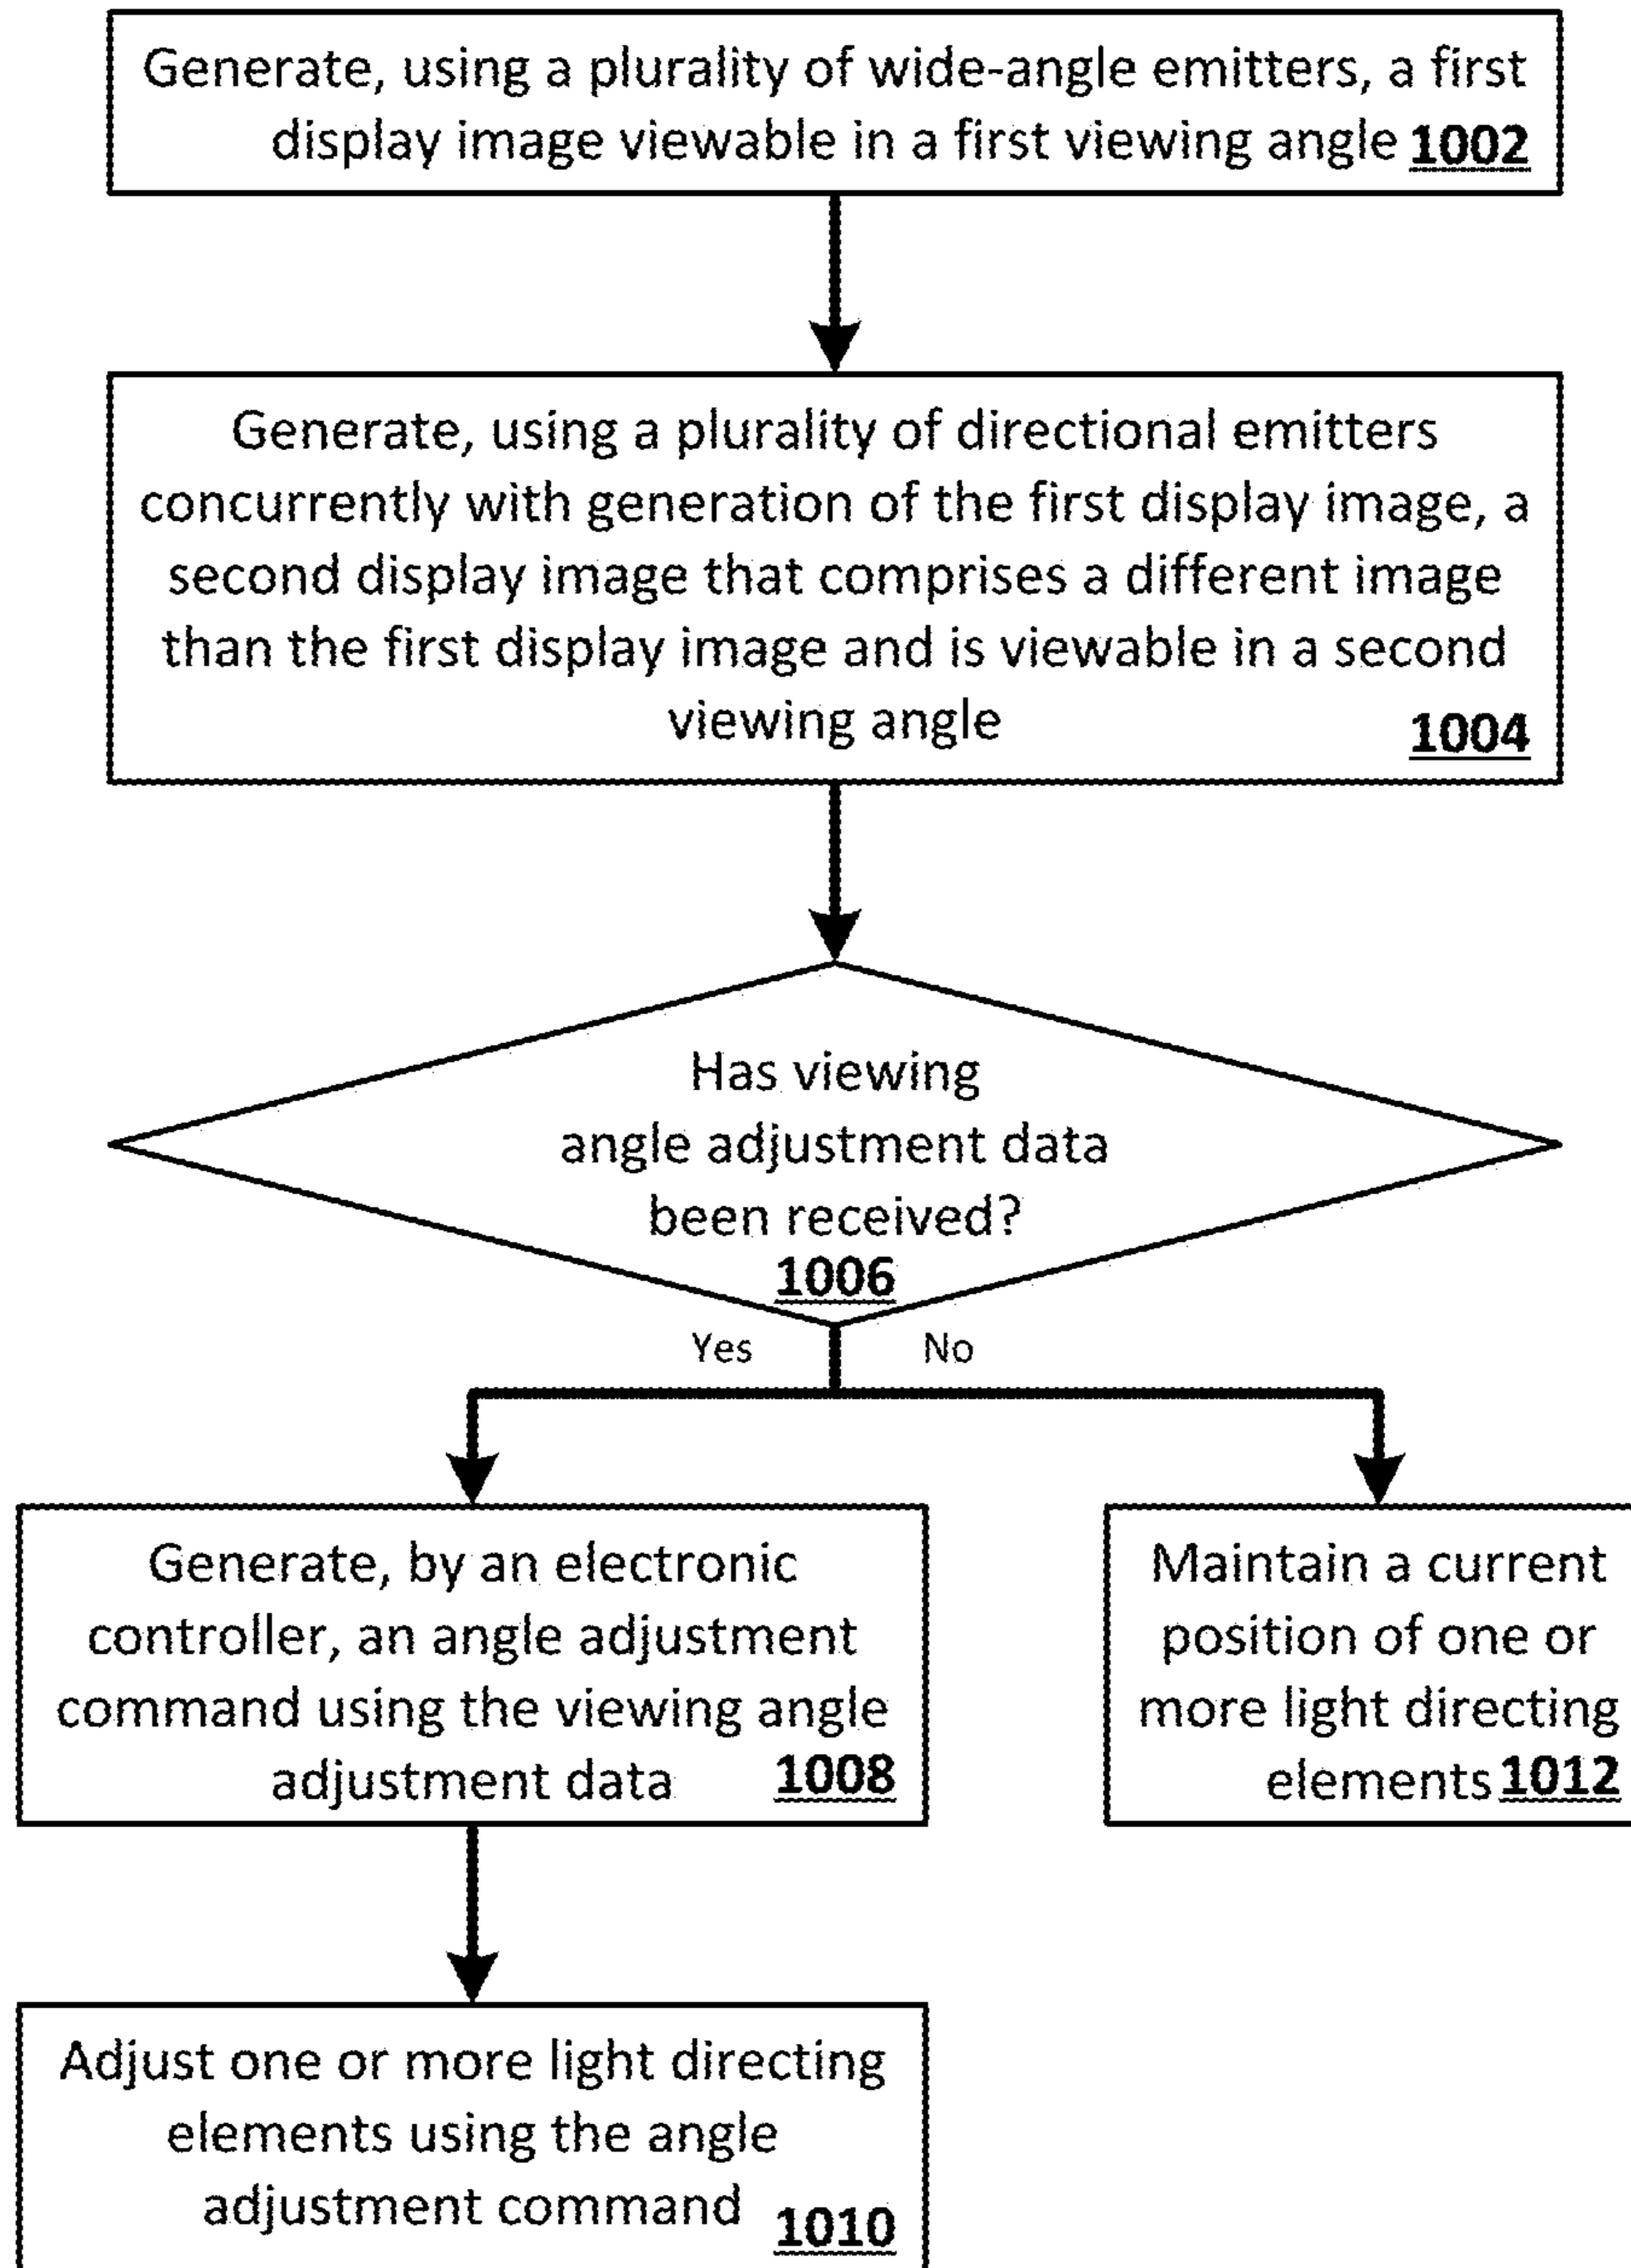 Generate, using a plurality of wide-angle emitters, a first
display image viewable in a first viewing angle 1002
Generate, using a plurality of directional emitters
concurrently with generation of the first display image, a
second display image that comprises a different image
than the first display image and is viewable in a second
viewing angle 1004
Has viewing
angle adjustment data
been received?
1006
Yes No
Generate, by an electronic
controller, an angle adjustment
command using the viewing angle
adjustment data 1008
Maintain a current
position of one or
more light directing
elements 1012
Adjust one or more light directing
elements using the angle
adjustment command 1010